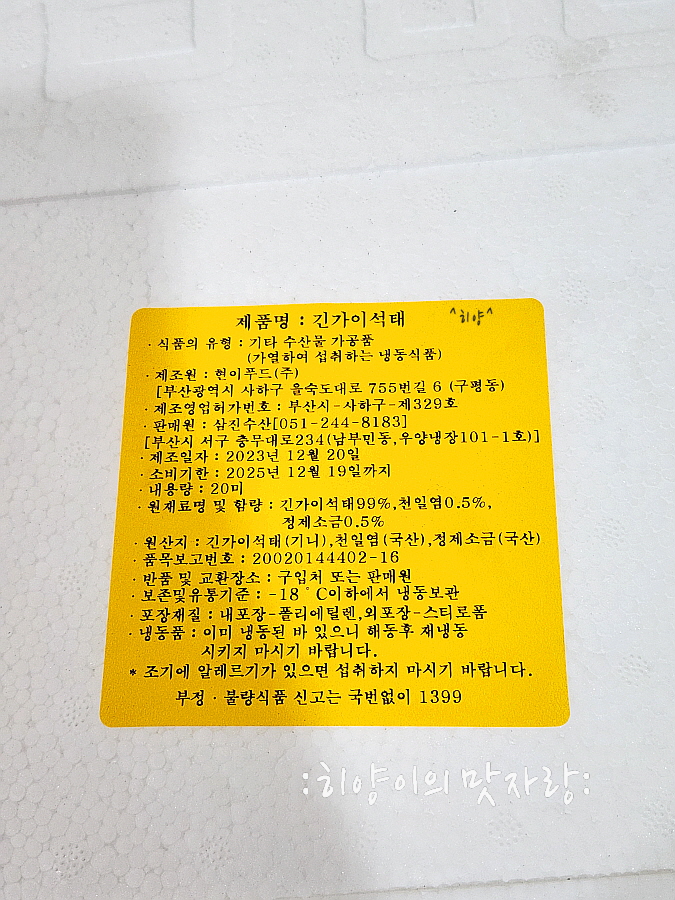 제품명 : 긴가이석태
^히양^
· 식품의 유형 : 기타 수산물 가공품
(가열하여 섭취하는 냉동식품)
· 제조원 : 현이푸드(주)
[부산광역시 사하구 을숙도대로 755번길 6 (구평동)
· 제조영업허가번호 : 부산시-사하구-제329호
· 판매원 : 삼진수산[051-244-8183]
[부산시 서구 충무대로234(남부민동,우양냉장101-1호)]
· 제조일자 : 2023년 12월 20일
· 소비기한 : 2025년 12월 19일까지
· 내용량 : 20미
· 원재료명 및 함량 : 긴가이석태99%,천일염0.5%,
정제소금0.5%
· 원산지 : 긴가이석태(기니),천일염(국산),정제소금(국산)
· 품목보고번호 : 20020144402-16
· 반품 및 교환장소 : 구입처 또는 판매원
· 보존및유통기준 : -18°C이하에서 냉동보관
· 포장재질 : 내포장-폴리에틸렌,외포장-스티로폼
· 냉동품 : 이미 냉동된 바 있으니 해동후 재냉동
시키지 마시기 바랍니다.
* 조기에 알레르기가 있으면 섭취하지 마시기 바랍니다.
부정 · 불량식품 신고는 국번없이 1399
:히양이의 맛자랑: